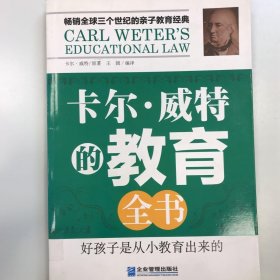 畅销全球三个世纪的亲子教育经典
CARL WETER'S
EDUCATIONAL LAW
卡尔·威特/原著 王 囡/编译
卡尔·威特
的教育
全书
好孩子是从小教育出来的
企业管理出版社